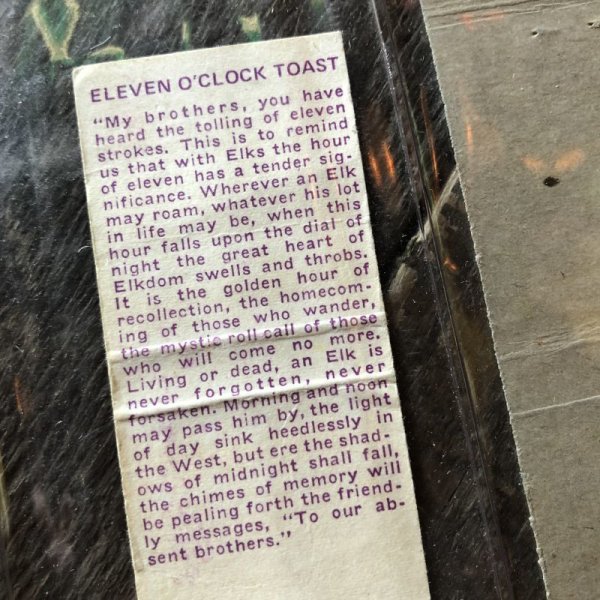 ELEVEN O'CLOCK TOAST
"My brothers, you have
heard the tolling of eleven
strokes. This is to remind
us that with Elks the hour
of eleven has a tender sig-
nificance. Wherever an Elk
may roam, whatever his lot
in life may be, when this
hour falls upon the dial of
night the great heart of
Elkdom swells and throbs.
It is the golden hour of
recollection, the homecom-
ing of those who wander,
the mystic roll call of those
who will come no more.
Living or dead, an Elk is
never forgotten, never
forsaken. Morning and noon
may pass him by, the light
of day sink heedlessly in
the West, but ere the shad-
ows of midnight shall fall,
the chimes of memory will
be pealing forth the friend-
ly messages, "To our ab-
sent brothers.",